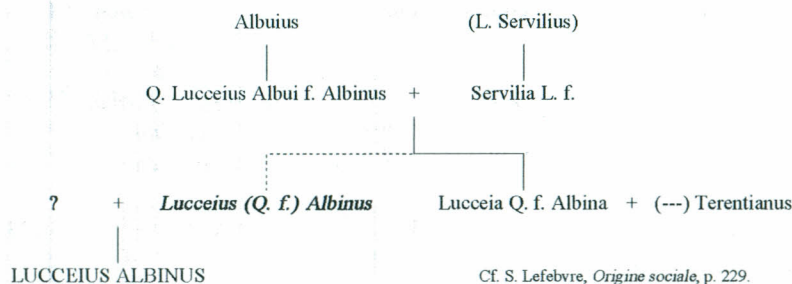 Albuius (L. Servilius)
Q. Lucceius Albui f. Albinus + Servilia L. f.
? + Lucceius (Q. f.) Albinus Lucceia Q. f. Albina + (---) Terentianus
LUCCEIUS ALBINUS Cf. S. Lefebvre, Origine sociale, p. 229.